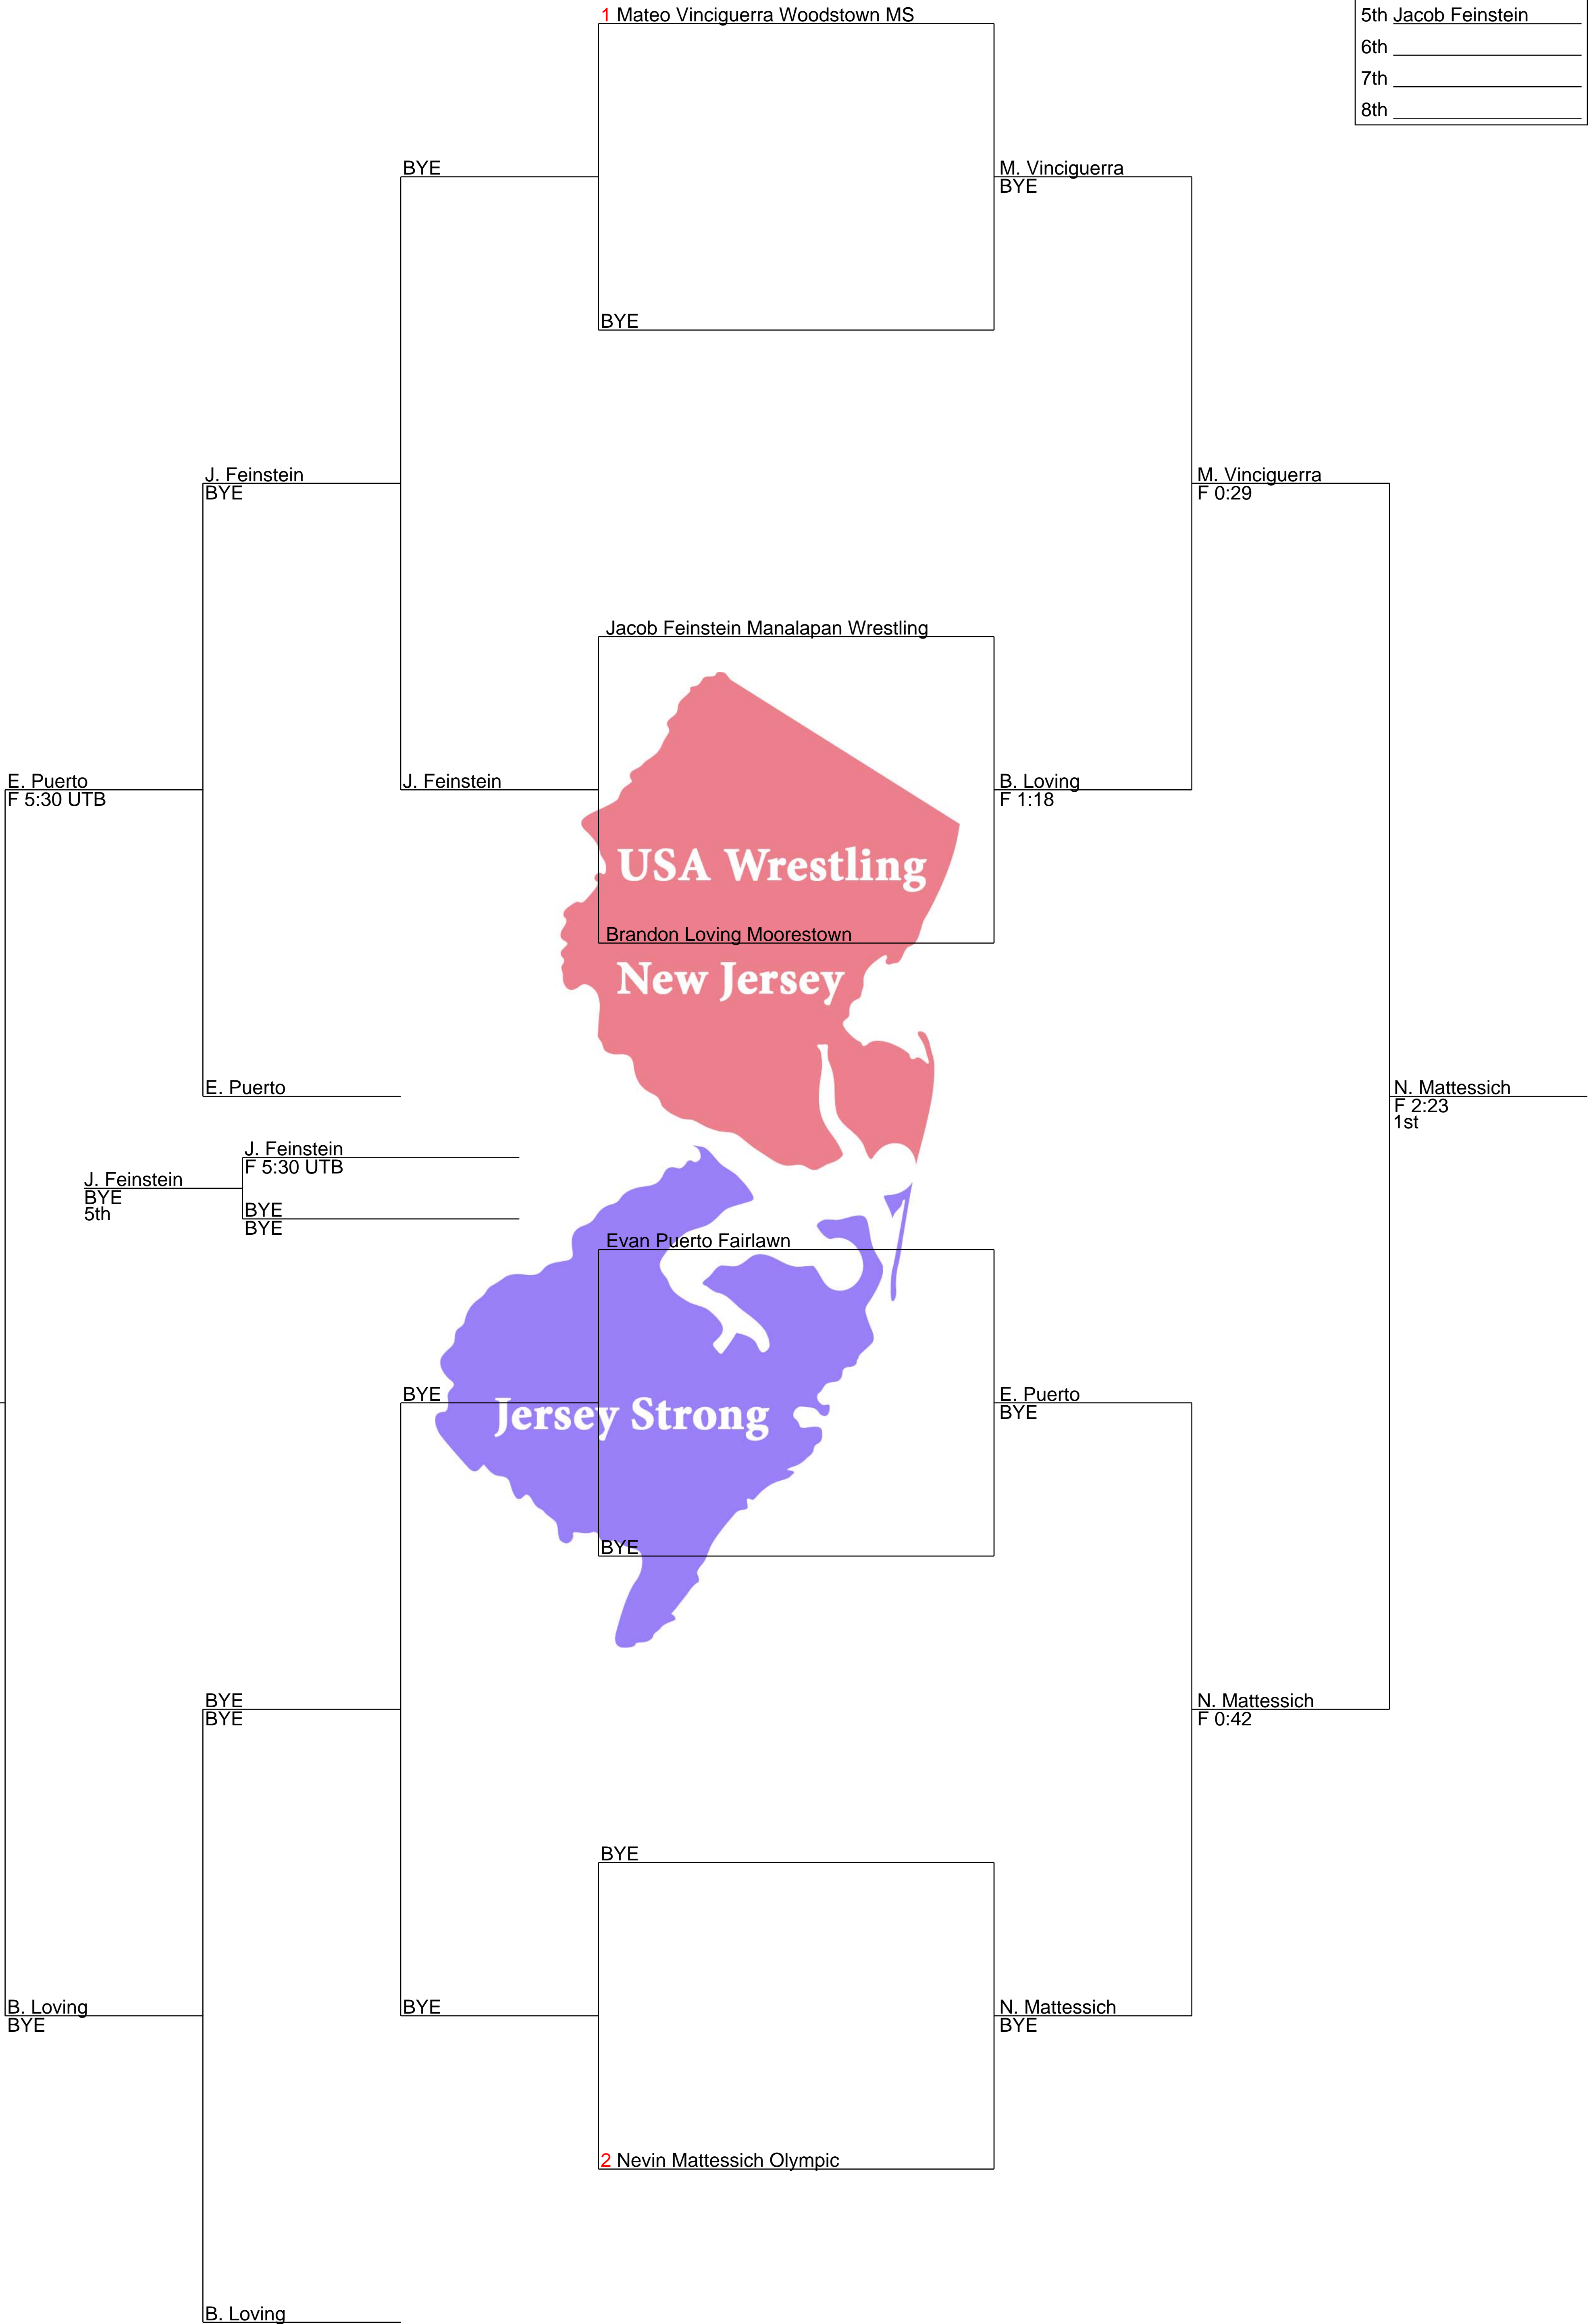 1 Mateo Vinciguerra Woodstown MS
5th Jacob Feinstein
6th
7th
8th
BYE
M. Vinciguerra
BYE
BYE
J. Feinstein
BYE
M. Vinciguerra
F 0:29
Jacob Feinstein Manalapan Wrestling
E. Puerto
F 5:30 UTB
J. Feinstein
B. Loving
F 1:18
USA Wrestling
Brandon Loving Moorestown
New Jersey
E. Puerto
N. Mattessich
F 2:23
1st
J. Feinstein
F 5:30 UTB
J. Feinstein
BYE
5th
BYE
BYE
Evan Puerto Fairlawn
BYE
E. Puerto
BYE
Jersey Strong
BYE
BYE
BYE
N. Mattessich
F 0:42
BYE
B. Loving
BYE
BYE
N. Mattessich
BYE
2 Nevin Mattessich Olympic
B. Loving